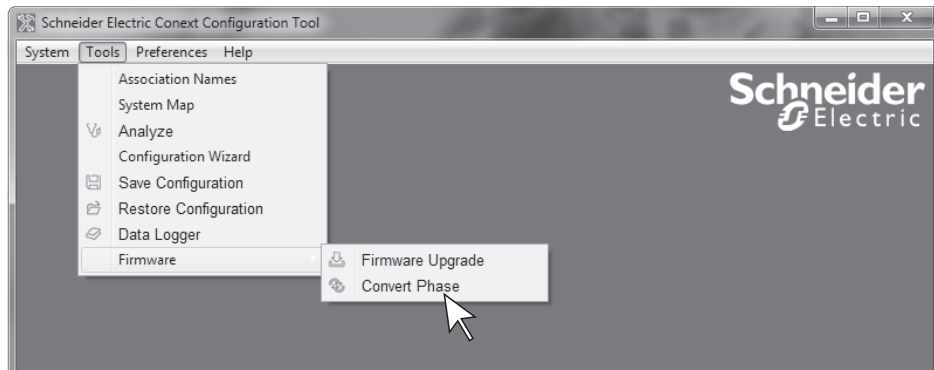 Schneider Electric Conext Configuration Tool
System Tools Preferences Help
Association Names
System Map
Analyze
Configuration Wizard
Save Configuration
Restore Configuration
Data Logger
Firmware
Firmware Upgrade
Convert Phase
Schneider
Electric